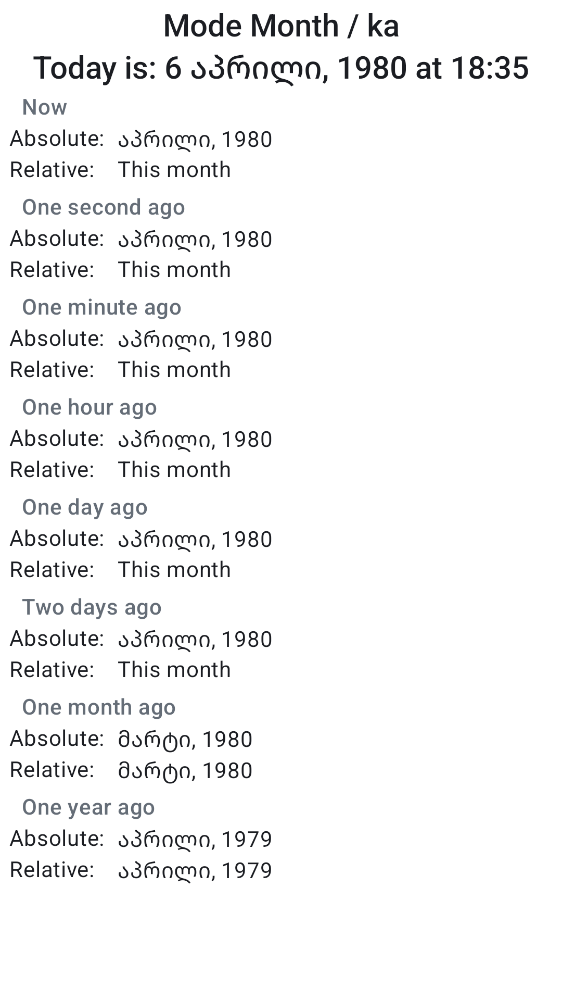 Mode Month / ka
Today is: 6 აპრილი, 1980 at 18:35
Now
Absolute: აპრილი, 1980
Relative: This month
One second ago
Absolute: აპრილი, 1980
Relative: This month
One minute ago
Absolute: აპრილი, 1980
Relative: This month
One hour ago
Absolute: აპრილი, 1980
Relative: This month
One day ago
Absolute: აპრილი, 1980
Relative: This month
Two days ago
Absolute: აპრილი, 1980
Relative: This month
One month ago
Absolute: მარტი, 1980
Relative: მარტი, 1980
One year ago
Absolute: აპრილი, 1979
Relative: აპრილი, 1979